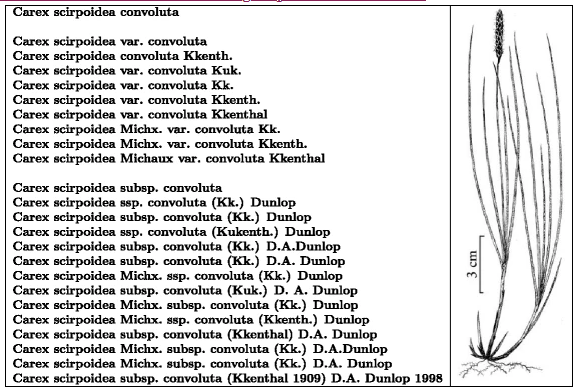 Carex scirpoidea convoluta
Carex scirpoidea var. convoluta
Carex scirpoidea convoluta Kkenth.
Carex scirpoidea var. convoluta Kuk.
Carex scirpoidea var. convoluta Kk.
Carex scirpoidea var. convoluta Kkenth.
Carex scirpoidea var. convoluta Kkenthal
Carex scirpoidea Michx. var. convoluta Kk.
Carex scirpoidea Michx. var. convoluta Kkenth.
Carex scirpoidea Michaux var. convoluta Kkenthal
Carex scirpoidea subsp. convoluta
Carex scirpoidea ssp. convoluta (Kk.) Dunlop
Carex scirpoidea subsp. convoluta (Kk.) Dunlop
Carex scirpoidea ssp. convoluta (Kukenth.) Dunlop
Carex scirpoidea subsp. convoluta (Kk.) D.A.Dunlop
Carex scirpoidea subsp. convoluta (Kk.) D.A. Dunlop
Carex scirpoidea Michx. ssp. convoluta (Kk.) Dunlop
Carex scirpoidea subsp. convoluta (Kuk.) D. A. Dunlop
Carex scirpoidea Michx. subsp. convoluta (Kk.) Dunlop
Carex scirpoidea Michx. ssp. convoluta (Kkenth.) Dunlop
Carex scirpoidea subsp. convoluta (Kkenthal) D.A. Dunlop
Carex scirpoidea Michx. subsp. convoluta (Kk.) D.A.Dunlop
Carex scirpoidea Michx. subsp. convoluta (Kk.) D.A. Dunlop
Carex scirpoidea subsp. convoluta (Kkenthal 1909) D.A. Dunlop 1998
3 cm